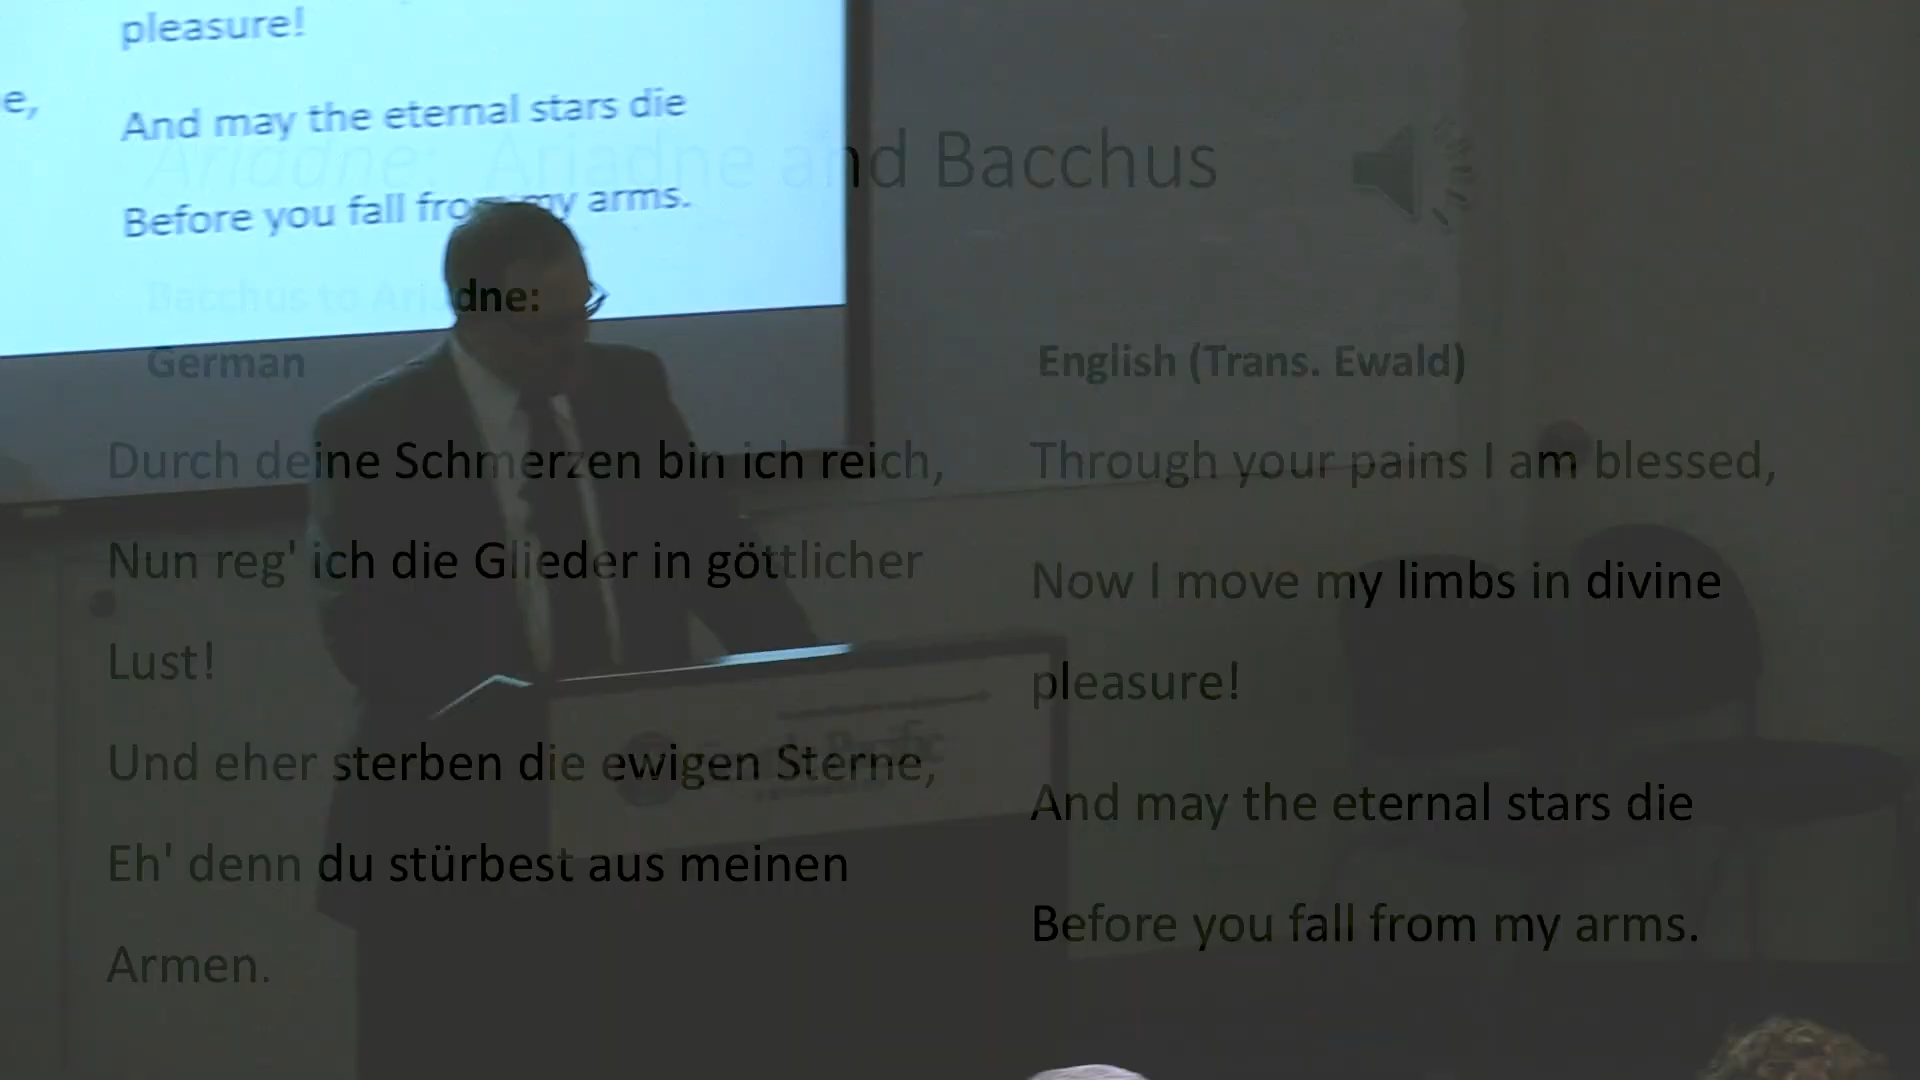 pleasure!
e,
And may the eternal stars die
Before you fall from my arms.
Ariadne: Ariadne and Bacchus
Bacchus to Ariadne:
German
Durch deine Schmerzen bin ich reich,
Nun reg' ich die Glieder in göttlicher
Lust!
Und eher sterben die ewigen Sterne,
Eh' denn du stürbest aus meinen
Armen.
English (Trans. Ewald)
Through your pains I am blessed,
Now I move my limbs in divine
pleasure!
And may the eternal stars die
Before you fall from my arms.
Pacific